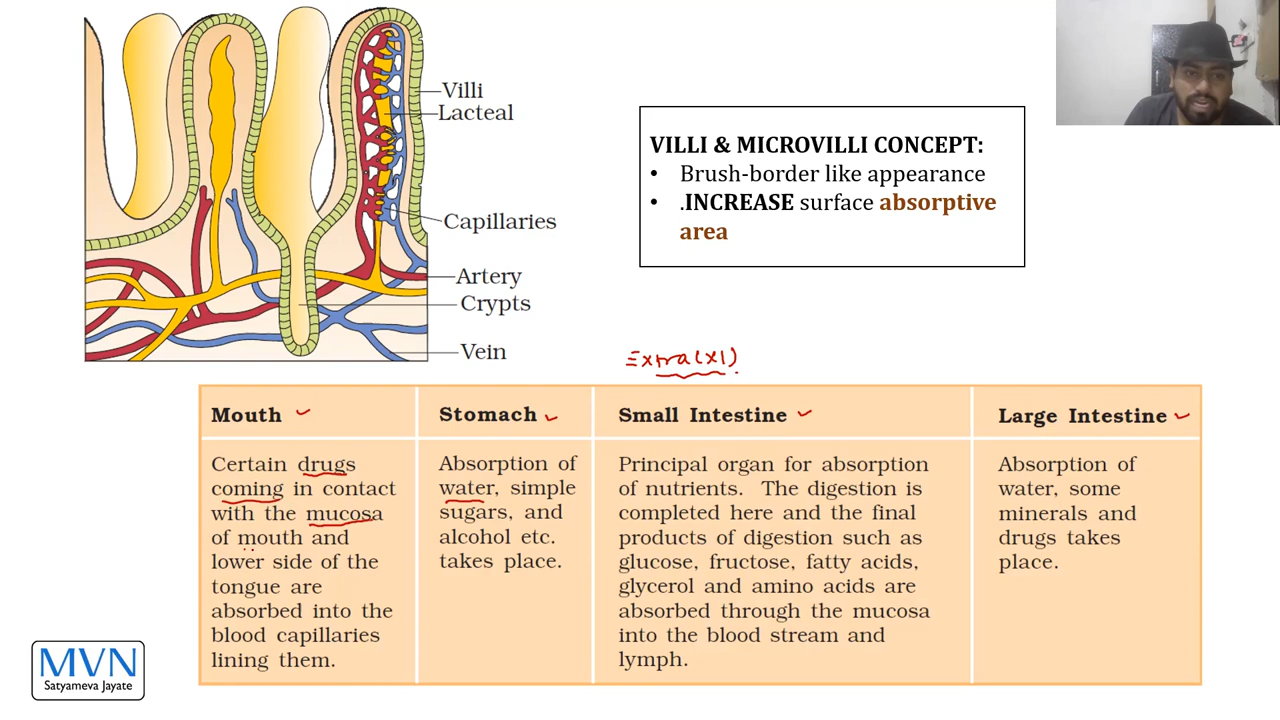 Villi
Lacteal
Capillaries
Artery
Crypts
Vein
VILLI & MICROVILLI CONCEPT:
• Brush-border like appearance
• .INCREASE surface absorptive
area
Extra(XI)
Mouth
Certain drugs
coming in contact
with the mucosa
of mouth and
lower side of the
tongue are
absorbed into the
blood capillaries
lining them.
Stomach
Absorption of
water, simple
sugars, and
alcohol etc.
takes place.
Small Intestine
Principal organ for absorption
of nutrients. The digestion is
completed here and the final
products of digestion such as
glucose, fructose, fatty acids,
glycerol and amino acids are
absorbed through the mucosa
into the blood stream and
lymph.
Large Intestine
Absorption of
water, some
minerals and
drugs takes
place.
MVN
Satyameva Jayate